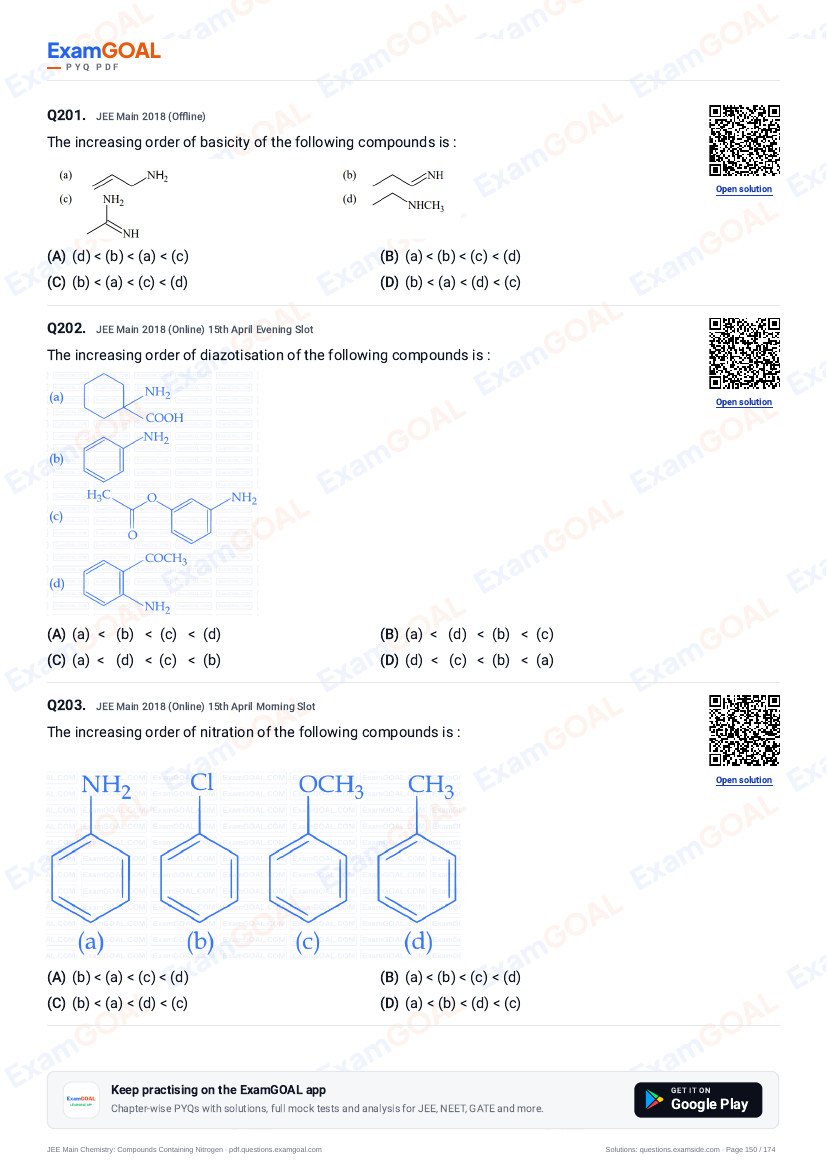 ExamGOAL
PYQ PDF
Q201. JEE Main 2018 (Offline)
The increasing order of basicity of the following compounds is :
(a) NH2 (b) NH
(c) NH2 NH (d) NHCH3
(A) (d) < (b) < (a) < (c) (B) (a) < (b) < (c) < (d)
(C) (b) < (a) < (c) < (d) (D) (b) < (a) < (d) < (c)
Open solution
Q202. JEE Main 2018 (Online) 15th April Evening Slot
The increasing order of diazotisation of the following compounds is :
(a) NH2
COOH
(b) NH2
(c) H3C O O NH2
(d) COCH3
NH2
(A) (a) < (b) < (c) < (d) (B) (a) < (d) < (b) < (c)
(C) (a) < (d) < (c) < (b) (D) (d) < (c) < (b) < (a)
Open solution
Q203. JEE Main 2018 (Online) 15th April Morning Slot
The increasing order of nitration of the following compounds is :
NH2 Cl OCH3 CH3
(a) (b) (c) (d)
(A) (b) < (a) < (c) < (d) (B) (a) < (b) < (c) < (d)
(C) (b) < (a) < (d) < (c) (D) (a) < (b) < (d) < (c)
Open solution
ExamGOAL
Keep practising on the ExamGOAL app
Chapter-wise PYQs with solutions, full mock tests and analysis for JEE, NEET, GATE and more.
GET IT ON
Google Play
JEE Main Chemistry: Compounds Containing Nitrogen · pdf.questions.examgoal.com
Solutions: questions.examside.com · Page 150 / 174